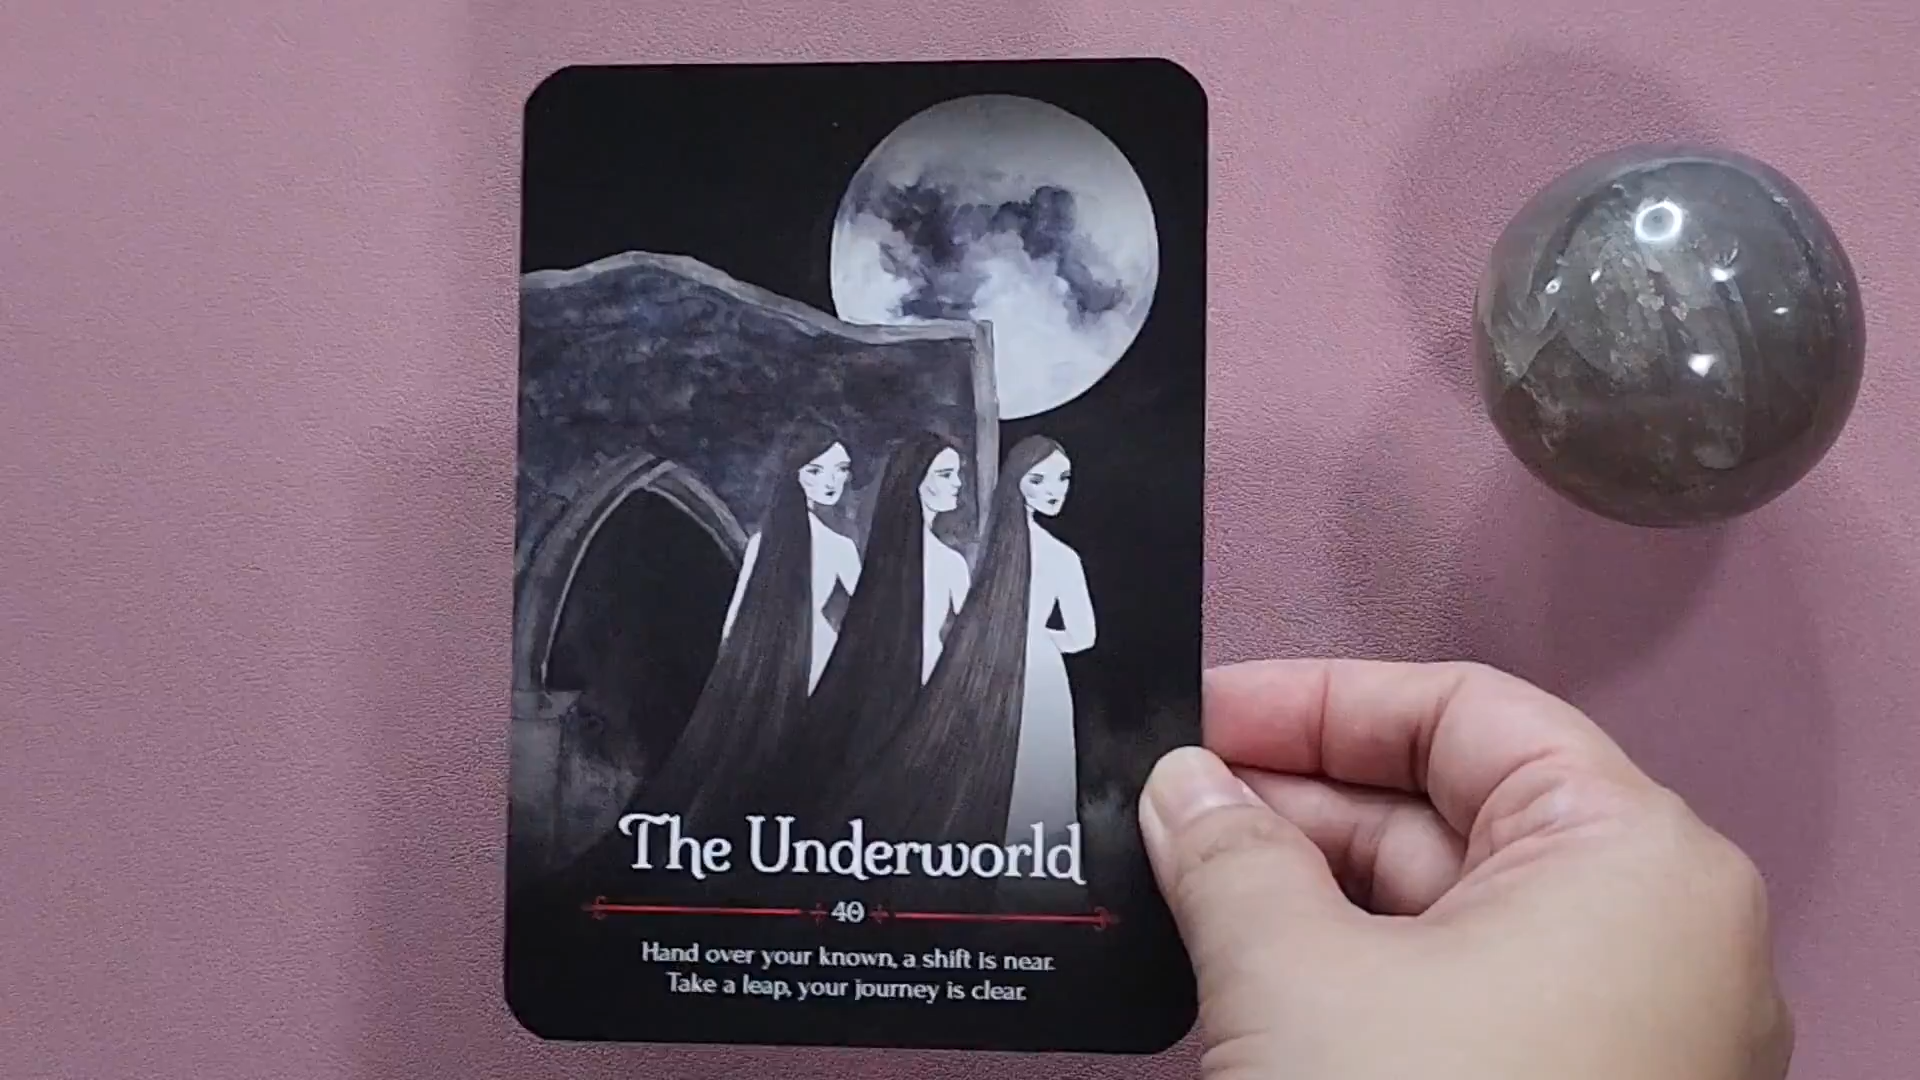 The Underworld
40
Hand over your known, a shift is near.
Take a leap, your journey is clear.